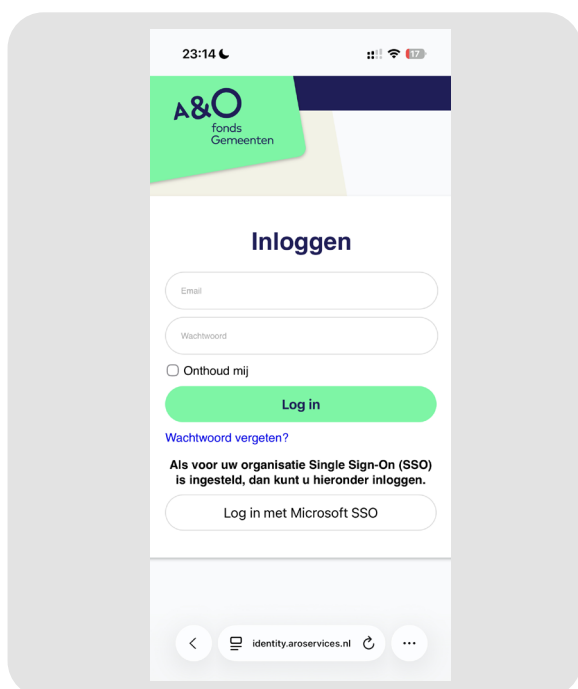 23:14
17
A&O
fonds
Gemeenten
Inloggen
Email
Wachtwoord
Onthoud mij
Log in
Wachtwoord vergeten?
Als voor uw organisatie Single Sign-On (SSO)
is ingesteld, dan kunt u hieronder inloggen.
Log in met Microsoft SSO
identity.aroservices.nl